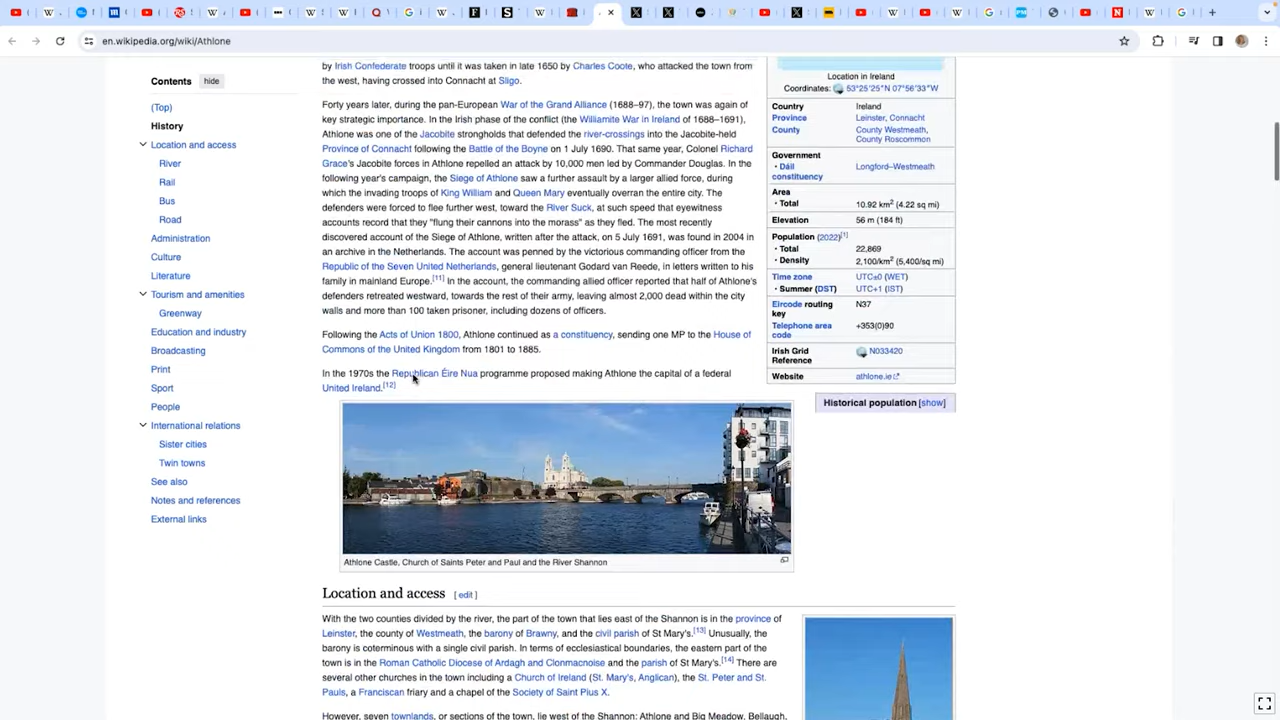 en.wikipedia.org/wiki/Athlone
Contents hide
(Top)
History
Location and access
River
Rail
Bus
Road
Administration
Culture
Literature
Tourism and amenities
Greenway
Education and industry
Broadcasting
Print
Sport
People
International relations
Sister cities
Twin towns
See also
Notes and references
External links
by Irish Confederate troops until it was taken in late 1650 by Charles Coote, who attacked the town from
the west, having crossed into Connacht at Sligo.
Forty years later, during the pan-European War of the Grand Alliance (1688–97), the town was again of
key strategic importance. In the Irish phase of the conflict (the Williamite War in Ireland of 1688–1691),
Athlone was one of the Jacobite strongholds that defended the river-crossings into the Jacobite-held
Province of Connacht following the Battle of the Boyne on 1 July 1690. That same year, Colonel Richard
Grace's Jacobite forces in Athlone repelled an attack by 10,000 men led by Commander Douglas. In the
following year's campaign, the Siege of Athlone saw a further assault by a larger allied force, during
which the invading troops of King William and Queen Mary eventually overran the entire city. The
defenders were forced to flee further west, toward the River Suck, at such speed that eyewitness
accounts record that they "flung their cannons into the morass" as they fled. The most recently
discovered account of the Siege of Athlone, written after the attack, on 5 July 1691, was found in 2004 in
an archive in the Netherlands. The account was penned by the victorious commanding officer from the
Republic of the Seven United Netherlands, general lieutenant Godard van Reede, in letters written to his
family in mainland Europe.[11] In the account, the commanding allied officer reported that half of Athlone's
defenders retreated westward, towards the rest of their army, leaving almost 2,000 dead within the city
walls and more than 100 taken prisoner, including dozens of officers.
Following the Acts of Union 1800, Athlone continued as a constituency, sending one MP to the House of
Commons of the United Kingdom from 1801 to 1885.
In the 1970s the Republican Éire Nua programme proposed making Athlone the capital of a federal
United Ireland.[12]
Athlone Castle, Church of Saints Peter and Paul and the River Shannon
Location and access [ edit ]
With the two counties divided by the river, the part of the town that lies east of the Shannon is in the province of
Leinster, the county of Westmeath, the barony of Brawny, and the civil parish of St Mary's.[13] Unusually, the
barony is coterminous with a single civil parish. In terms of ecclesiastical boundaries, the eastern part of the
town is in the Roman Catholic Diocese of Ardagh and Clonmacnoise and the parish of St Mary's.[14] There are
several other churches in the town including a Church of Ireland (St. Mary's, Anglican), the St. Peter and St.
Pauls, a Franciscan friary and a chapel of the Society of Saint Pius X.
However, seven townlands, or sections of the town, lie west of the Shannon: Athlone and Big Meadow, Bellaugh,
Location in Ireland
Coordinates: 53°25′25″N 07°56′33″W
Country Ireland
Province Leinster, Connacht
County County Westmeath,
County Roscommon
Government
• Dáil Longford–Westmeath
constituency
Area
• Total 10.92 km² (4.22 sq mi)
Elevation 56 m (184 ft)
Population (2022)[1]
• Total 22,869
• Density 2,100/km² (5,400/sq mi)
Time zone UTC±0 (WET)
• Summer (DST) UTC+1 (IST)
Eircode routing N37
key
Telephone area +353(0)90
code
Irish Grid N033420
Reference
Website athlone.ie
Historical population [show]